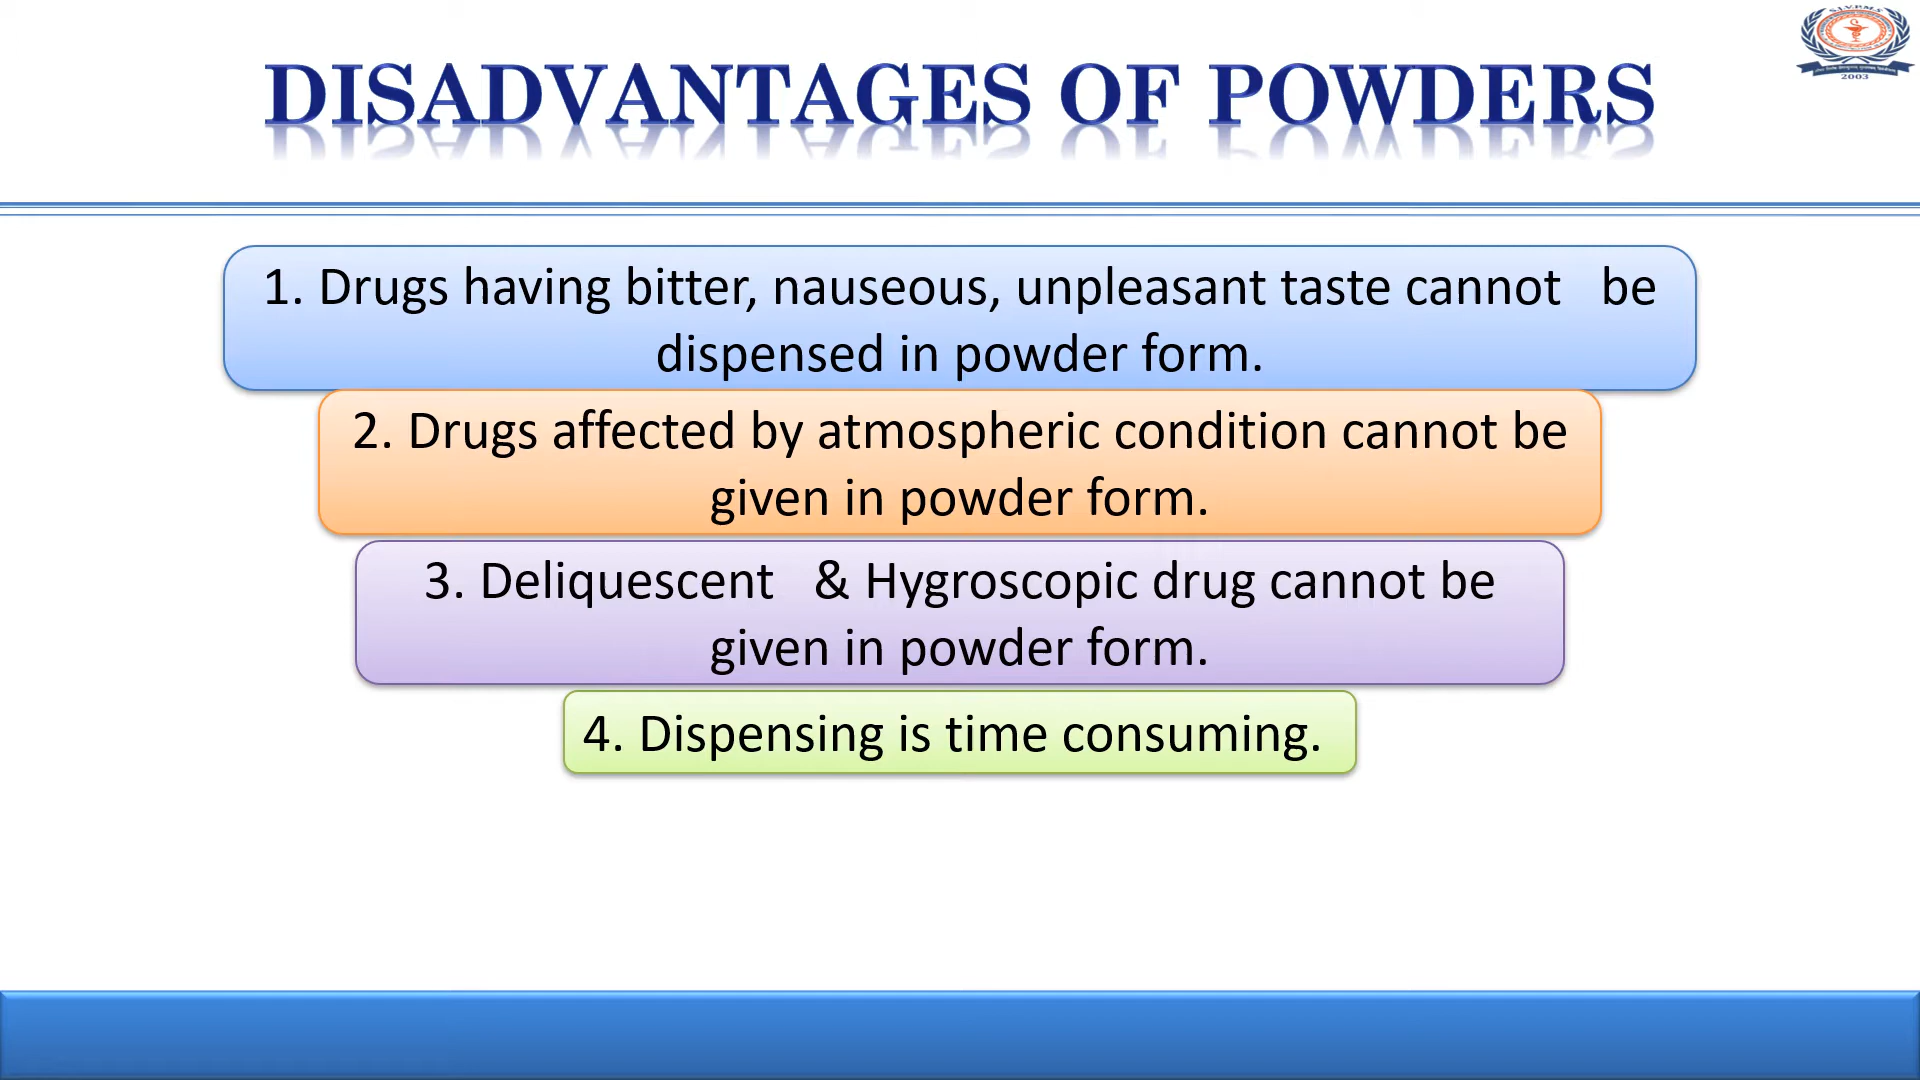 S.I.V.P.M.S
2003
DISADVANTAGES OF POWDERS
1. Drugs having bitter, nauseous, unpleasant taste cannot be
dispensed in powder form.
2. Drugs affected by atmospheric condition cannot be
given in powder form.
3. Deliquescent & Hygroscopic drug cannot be
given in powder form.
4. Dispensing is time consuming.